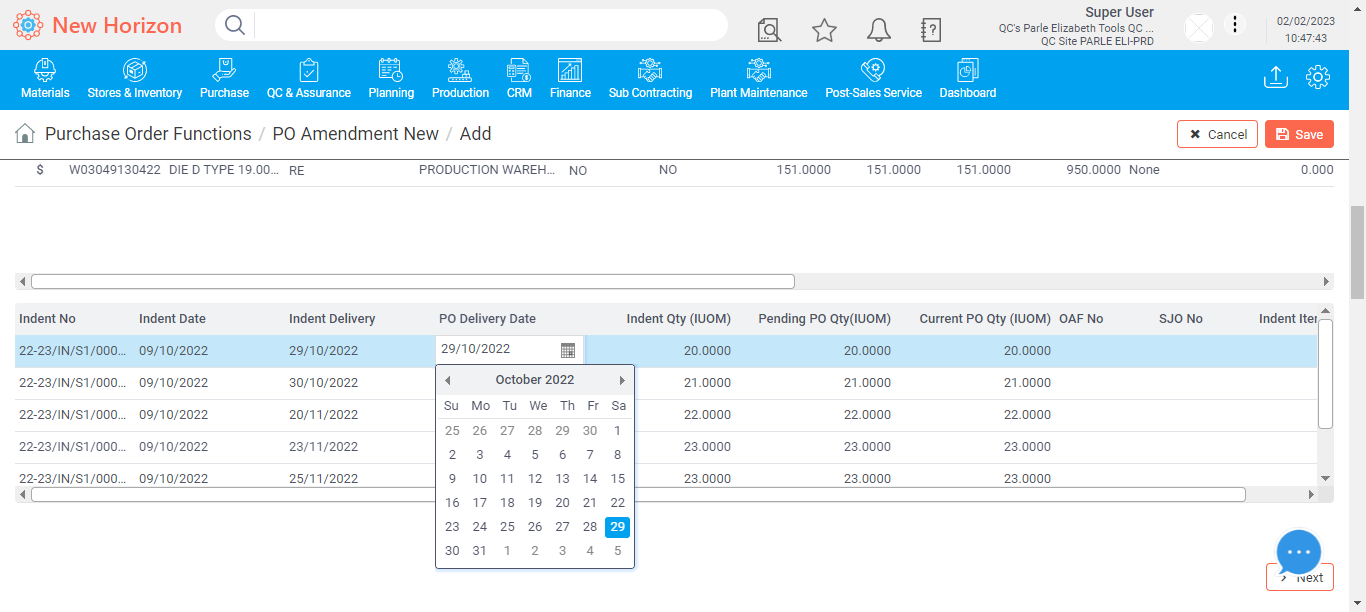 New Horizon
Super User
QC's Parle Elizabeth Tools QC ...
QC Site PARLE ELI-PRD
02/02/2023
10:47:43
Materials Stores & Inventory Purchase QC & Assurance Planning Production CRM Finance Sub Contracting Plant Maintenance Post-Sales Service Dashboard
Purchase Order Functions / PO Amendment New / Add
Cancel Save
$ W03049130422 DIE D TYPE 19.00... RE PRODUCTION WAREH... NO NO 151.0000 151.0000 151.0000 950.0000 None 0.000
Indent No Indent Date Indent Delivery PO Delivery Date Indent Qty (IUOM) Pending PO Qty(IUOM) Current PO Qty (IUOM) OAF No SJO No Indent Iter
22-23/IN/S1/000... 09/10/2022 29/10/2022 29/10/2022 20.0000 20.0000 20.0000
22-23/IN/S1/000... 09/10/2022 30/10/2022 21.0000 21.0000 21.0000
22-23/IN/S1/000... 09/10/2022 20/11/2022 22.0000 22.0000 22.0000
22-23/IN/S1/000... 09/10/2022 23/11/2022 23.0000 23.0000 23.0000
22-23/IN/S1/000... 09/10/2022 25/11/2022 23.0000 23.0000 23.0000
October 2022
Su Mo Tu We Th Fr Sa
25 26 27 28 29 30 1
2 3 4 5 6 7 8
9 10 11 12 13 14 15
16 17 18 19 20 21 22
23 24 25 26 27 28 29
30 31 1 2 3 4 5
Next